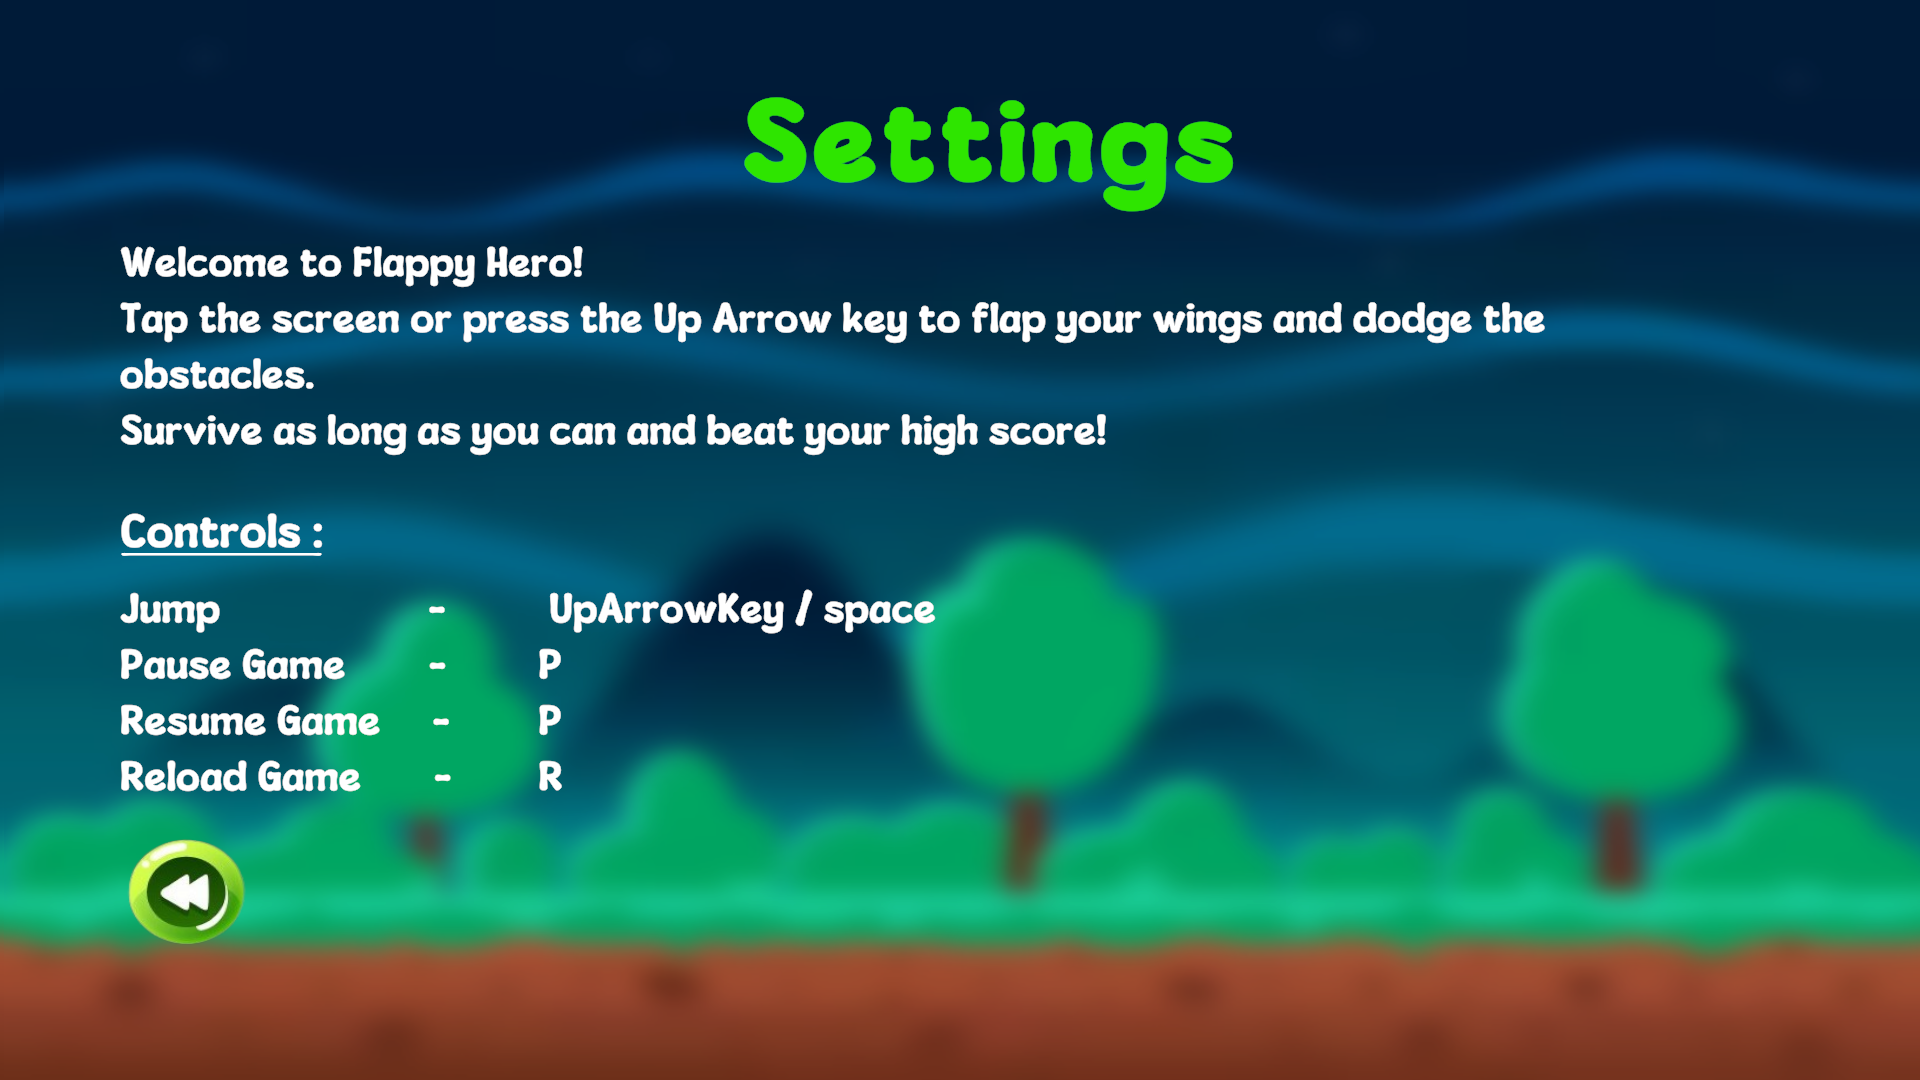 Settings
Welcome to Flappy Hero!
Tap the screen or press the Up Arrow key to flap your wings and dodge the
obstacles.
Survive as long as you can and beat your high score!
Controls :
Jump - UpArrowKey / space
Pause Game - P
Resume Game - P
Reload Game - R